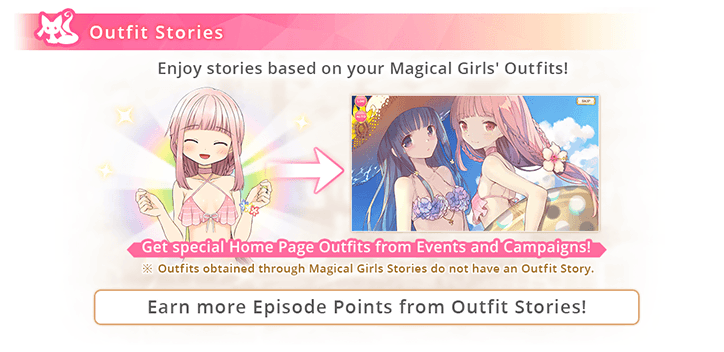 Outfit Stories
Enjoy stories based on your Magical Girls' Outfits!
SKIP
Get special Home Page Outfits from Events and Campaigns!
※ Outfits obtained through Magical Girls Stories do not have an Outfit Story.
Earn more Episode Points from Outfit Stories!